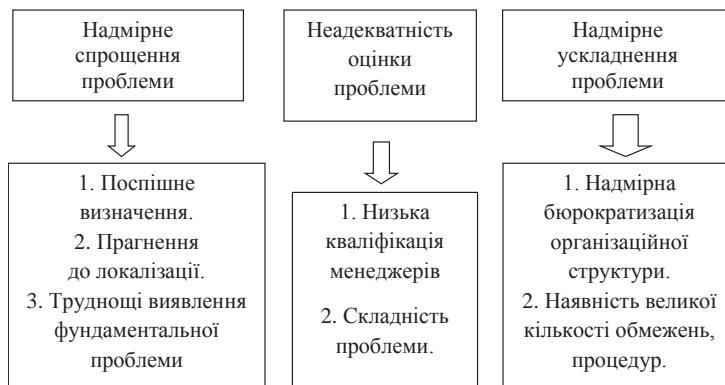 Надмірне
спрощення
проблеми
Неадекватність
оцінки
проблеми
Надмірне
ускладнення
проблеми
1. Поспішне
визначення.
2. Прагнення
до локалізації.
3. Труднощі виявлення
фундаментальної
проблеми
1. Низька
кваліфікація
менеджерів
2. Складність
проблеми.
1. Надмірна
бюрократизація
організаційної
структури.
2. Наявність великої
кількості обмежень,
процедур.